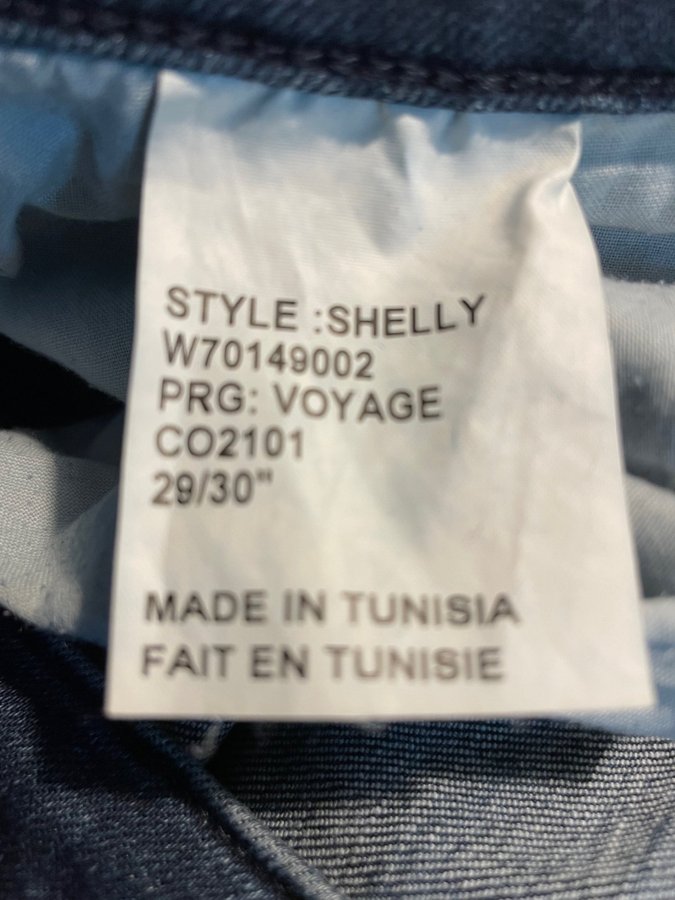 STYLE :SHELLY
W70149002
PRG: VOYAGE
CO2101
29/30"
MADE IN TUNISIA
FAIT EN TUNISIE